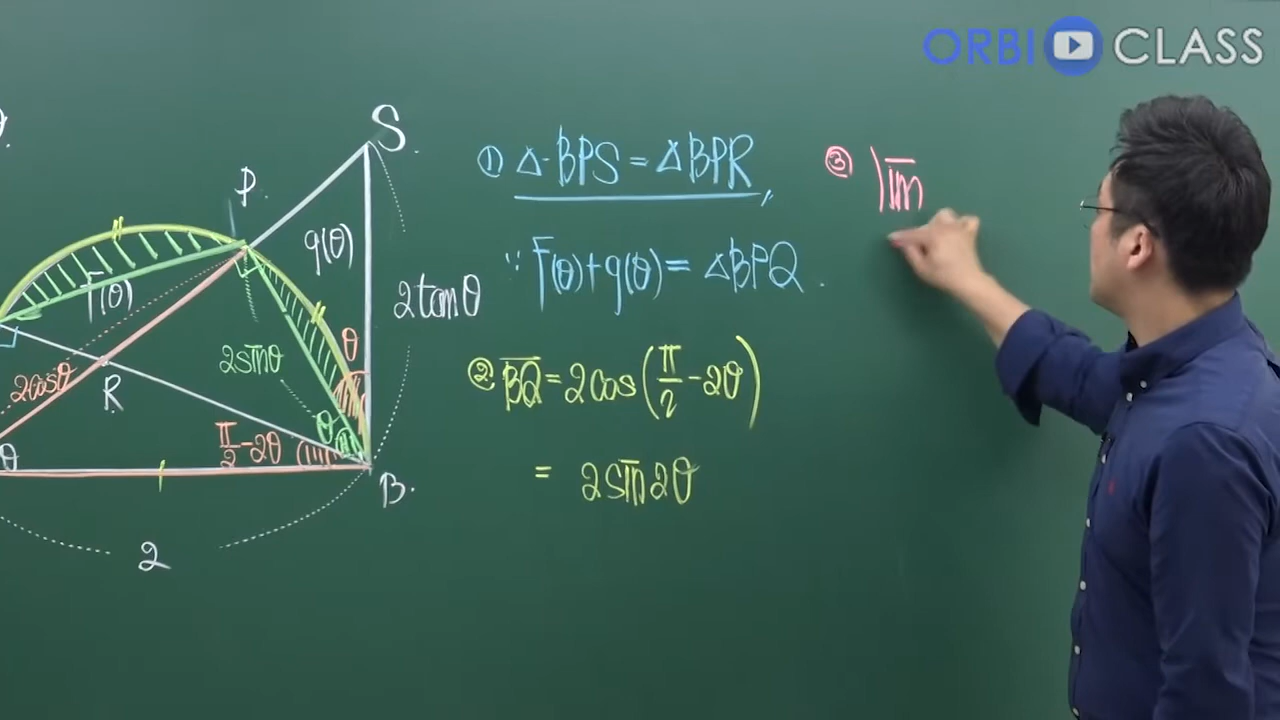 ORBI CLASS
S
P.
g(θ)
f(θ)
2tanθ
2sinθ
θ
2cosθ
R
π/2-2θ
θ
θ
B.
2
① △BPS = △BPR
∵ f(θ)+g(θ) = △BPQ.
② \overline{BQ} = 2cos(π/2-2θ)
= 2sin2θ
③ lim